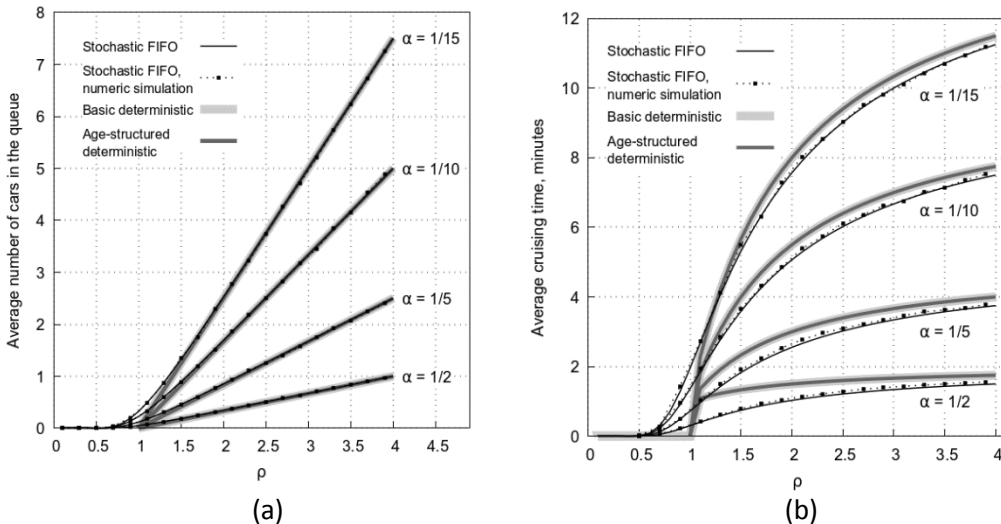 Average number of cars in the queue
8
7
6
5
4
3
2
1
0
Stochastic FIFO
Stochastic FIFO,
numeric simulation
Basic deterministic
Age-structured
deterministic
α = 1/15
α = 1/10
α = 1/5
α = 1/2
0 0.5 1 1.5 2 2.5 3 3.5 4 4.5
ρ
(a)
Average cruising time, minutes
12
10
8
6
4
2
0
Stochastic FIFO
Stochastic FIFO,
numeric simulation
Basic deterministic
Age-structured
deterministic
α = 1/15
α = 1/10
α = 1/5
α = 1/2
0 0.5 1 1.5 2 2.5 3 3.5 4
ρ
(b)